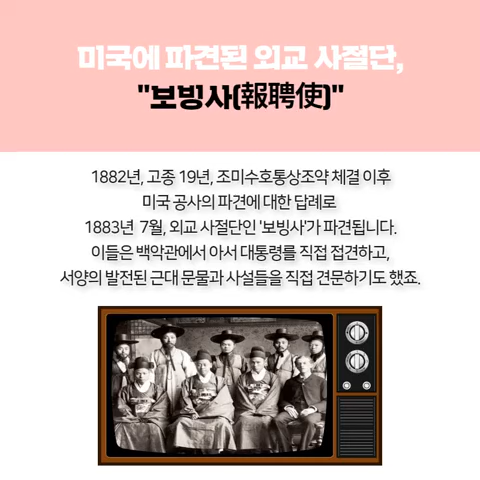 미국에 파견된 외교 사절단,
"보빙사(報聘使)"
1882년, 고종 19년, 조미수호통상조약 체결 이후
미국 공사의 파견에 대한 답례로
1883년 7월, 외교 사절단인 '보빙사'가 파견됩니다.
이들은 백악관에서 아서 대통령를 직접 접견하고,
서양의 발전된 근대 문물과 사설들을 직접 견문하기도 했죠.